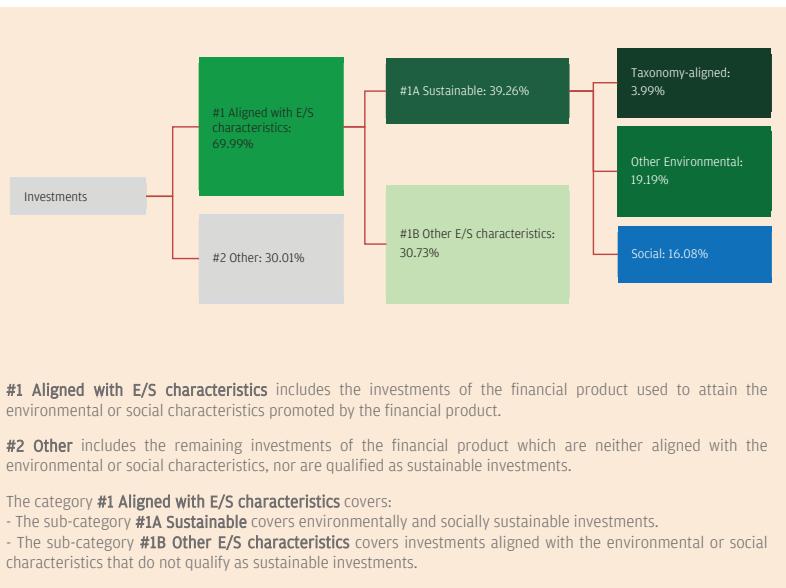 Investments
#1 Aligned with E/S
characteristics:
69.99%
#2 Other: 30.01%
#1A Sustainable: 39.26%
#1B Other E/S characteristics:
30.73%
Taxonomy-aligned:
3.99%
Other Environmental:
19.19%
Social: 16.08%
#1 Aligned with E/S characteristics includes the investments of the financial product used to attain the
environmental or social characteristics promoted by the financial product.
#2 Other includes the remaining investments of the financial product which are neither aligned with the
environmental or social characteristics, nor are qualified as sustainable investments.
The category #1 Aligned with E/S characteristics covers:
- The sub-category #1A Sustainable covers environmentally and socially sustainable investments.
- The sub-category #1B Other E/S characteristics covers investments aligned with the environmental or social
characteristics that do not qualify as sustainable investments.